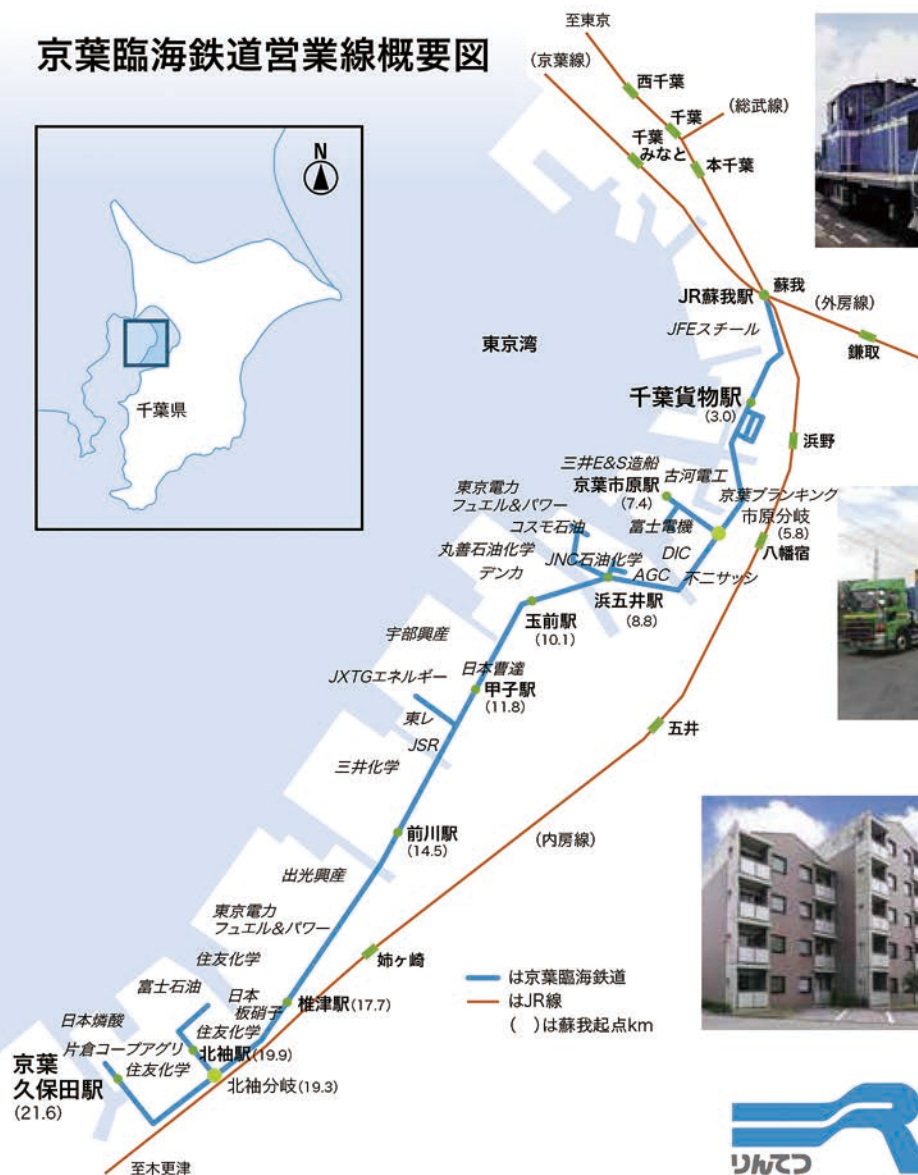 京葉臨海鉄道営業線概要図
至東京
(京葉線)
西千葉
千葉
(総武線)
千葉
みなと
本千葉
N
千葉県
JR蘇我駅
蘇我
(外房線)
JFEスチール
鎌取
東京湾
千葉貨物駅
(3.0)
浜野
三井E&S造船
古河電工
京葉市原駅
(7.4)
京葉ブランキング
市原分岐
(5.8)
八幡宿
東京電力
フュエル&パワー
コスモ石油
富士電機
丸善石油化学
JNC石油化学
DIC
デンカ
AGC
不二サッシ
浜五井駅
(8.8)
玉前駅
(10.1)
宇部興産
日本曹達
JXTGエネルギー
甲子駅
(11.8)
東レ
JSR
五井
三井化学
前川駅
(14.5)
(内房線)
出光興産
東京電力
フュエル&パワー
姉ヶ崎
住友化学
は京葉臨海鉄道
はJR線
( )は蘇我起点km
富士石油
日本
板硝子
椎津駅(17.7)
日本燐酸
住友化学
片倉コープアグリ
北袖駅(19.9)
住友化学
北袖分岐(19.3)
京葉
久保田駅
(21.6)
至木更津
りんてつ